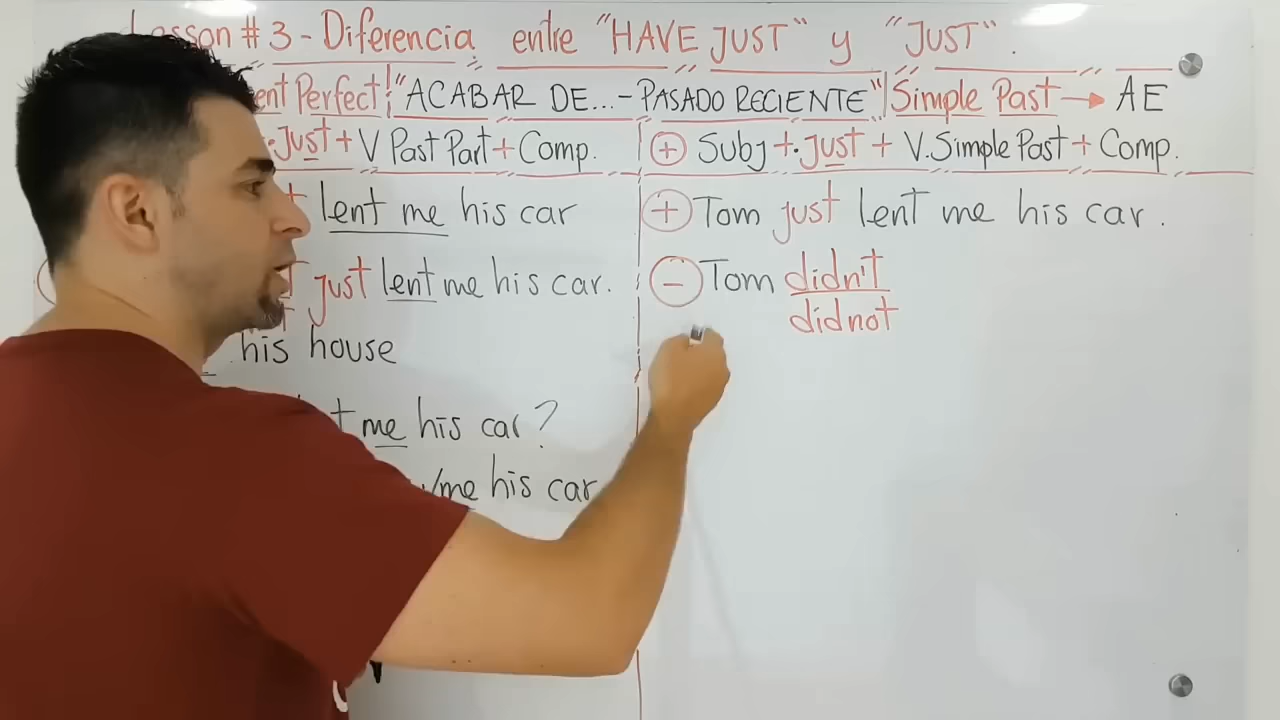 Lesson # 3 - Diferencia entre "HAVE JUST" y "JUST".
Perfect "ACABAR DE...-PASADO RECIENTE" Simple Past → AE
Just + V Past Part + Comp.
lent me his car
just lent me his car.
his house
me his car?
/me his car
+ Subj + Just + V.Simple Past + Comp.
+ Tom just lent me his car.
- Tom didn't
did not